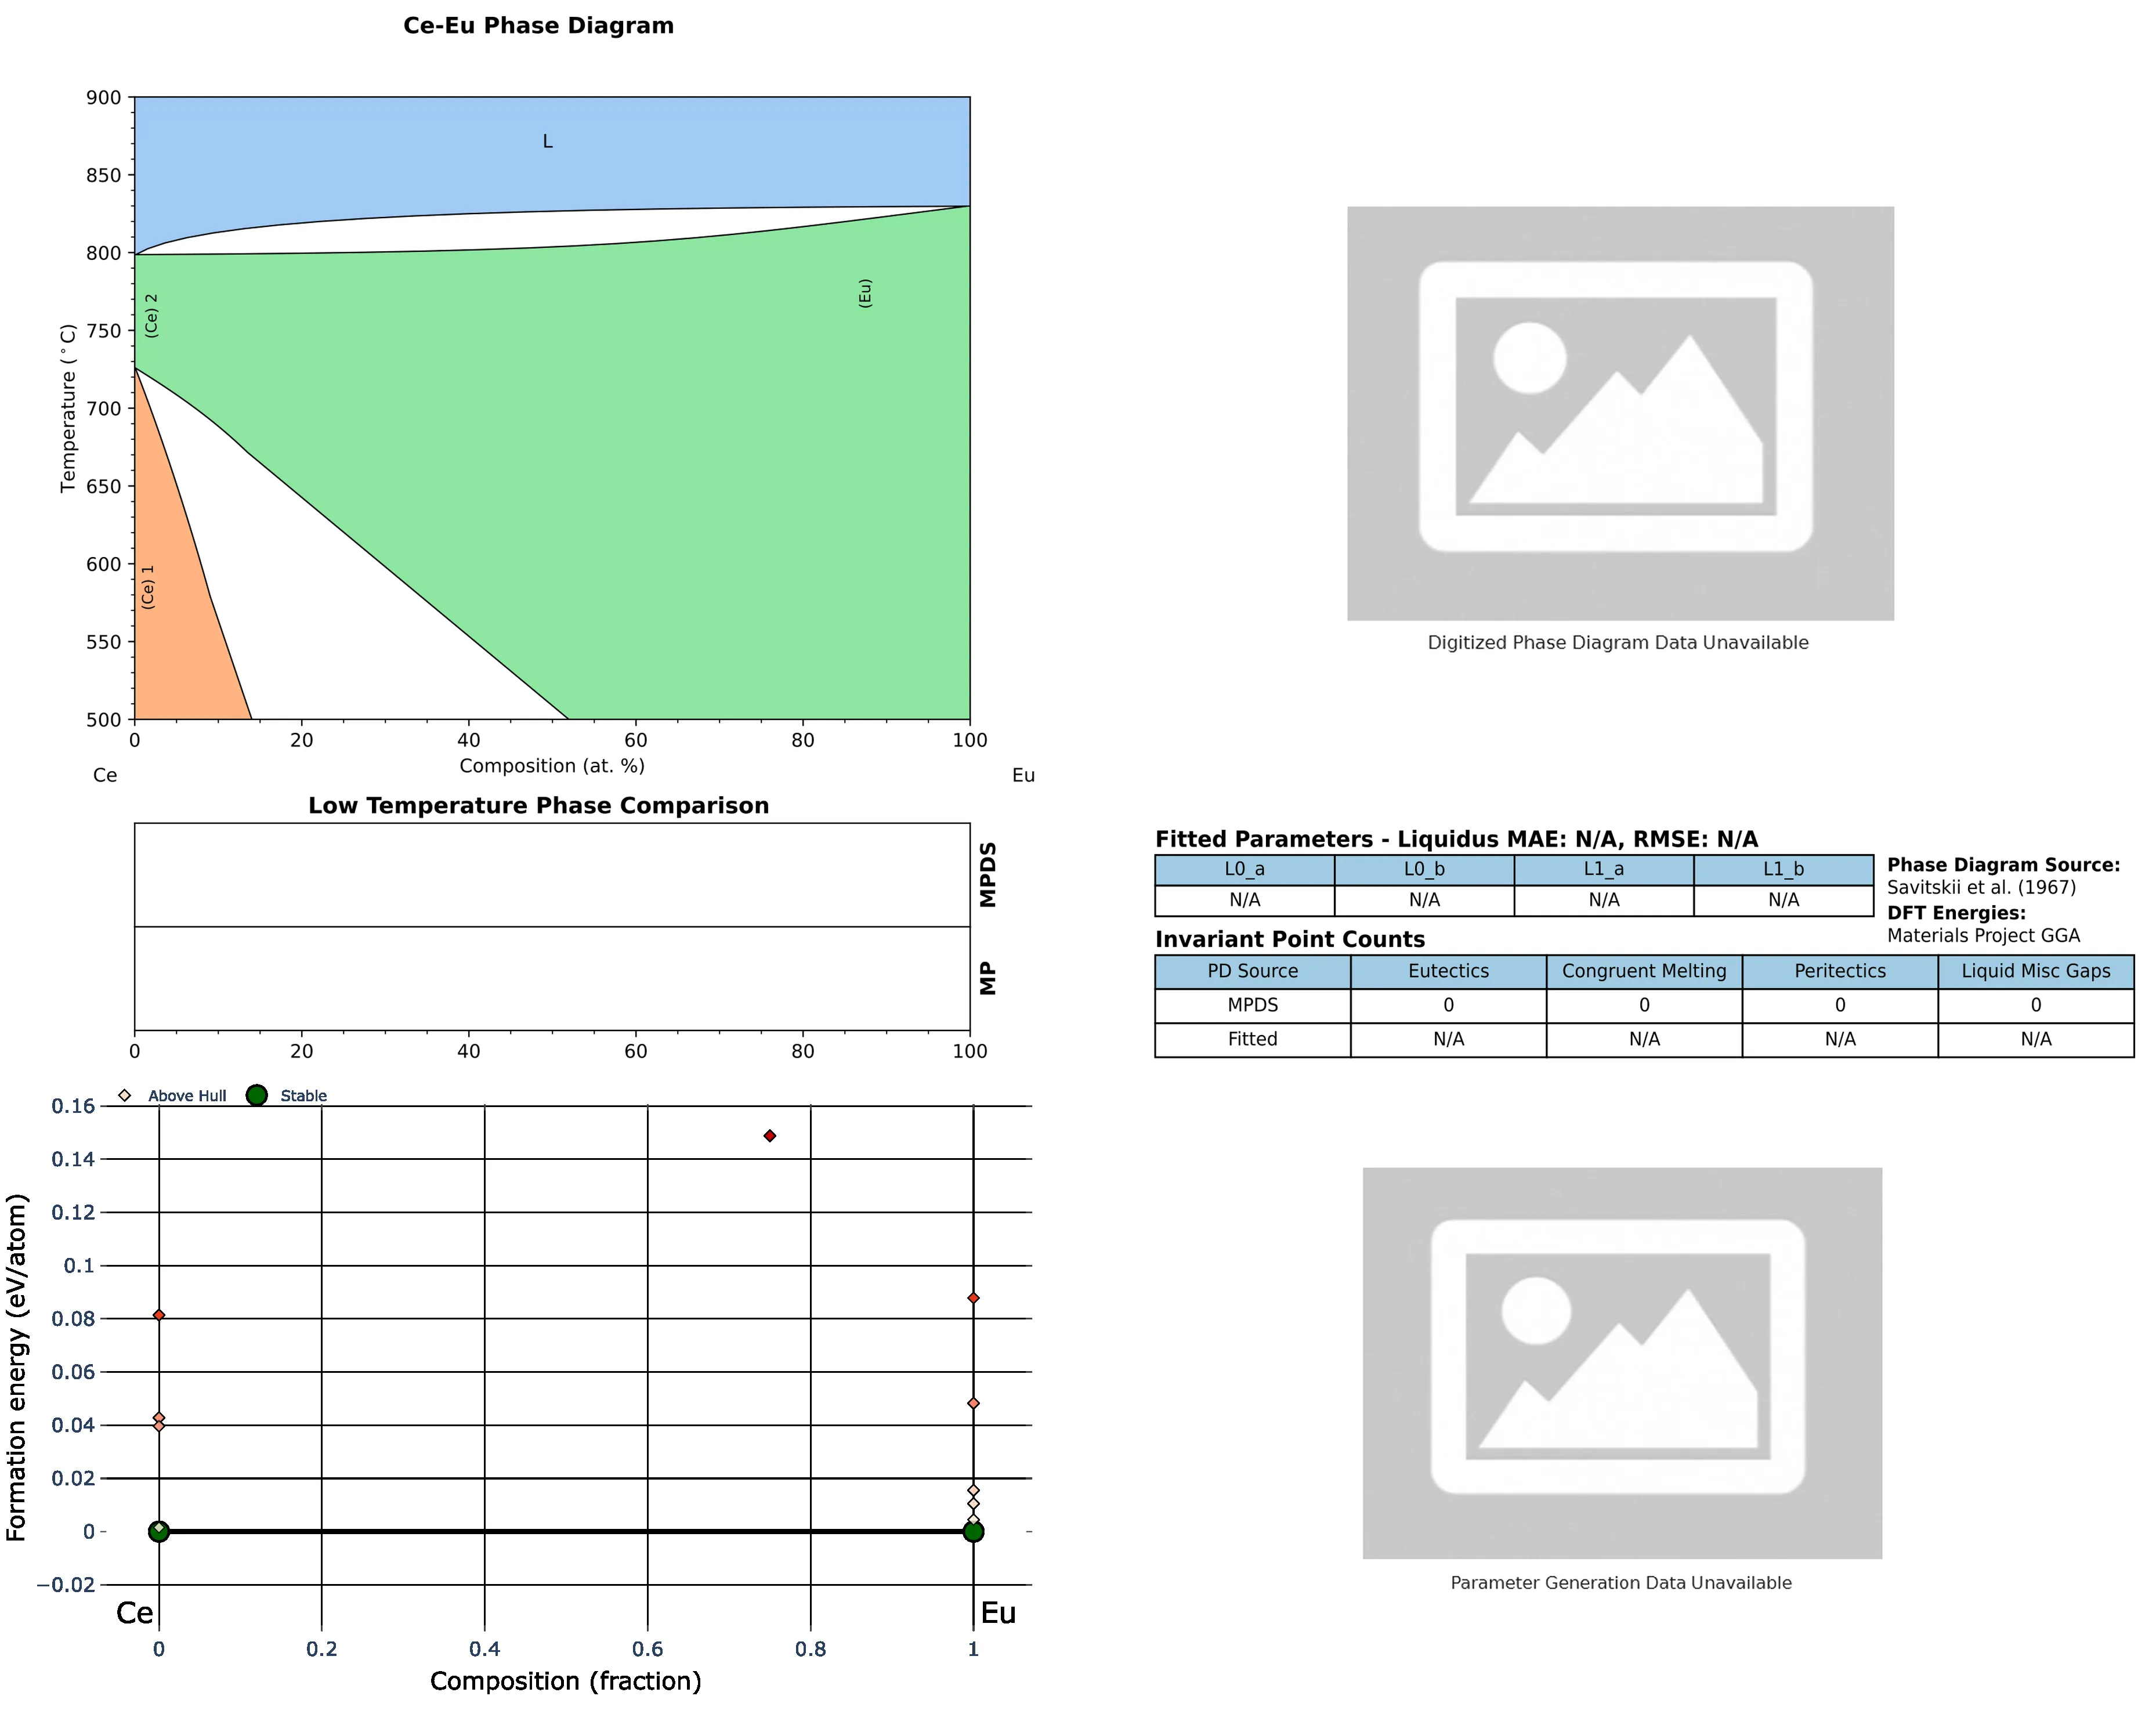 Ce-Eu Phase Diagram
900
850
800
750
700
650
600
550
500
Temperature (°C)
L
(Ce) 2
(Eu)
(Ce) 1
0 20 40 60 80 100
Ce Composition (at. %) Eu
Digitized Phase Diagram Data Unavailable
Low Temperature Phase Comparison
MPDS
MP
0 20 40 60 80 100
Fitted Parameters - Liquidus MAE: N/A, RMSE: N/A
L0_a L0_b L1_a L1_b
N/A N/A N/A N/A
Phase Diagram Source:
Savitskii et al. (1967)
DFT Energies:
Materials Project GGA
Invariant Point Counts
PD Source Eutectics Congruent Melting Peritectics Liquid Misc Gaps
MPDS 0 0 0 0
Fitted N/A N/A N/A N/A
Above Hull Stable
0.16
0.14
0.12
0.1
0.08
0.06
0.04
0.02
0
−0.02
Formation energy (eV/atom)
Ce Eu
0 0.2 0.4 0.6 0.8 1
Composition (fraction)
Parameter Generation Data Unavailable